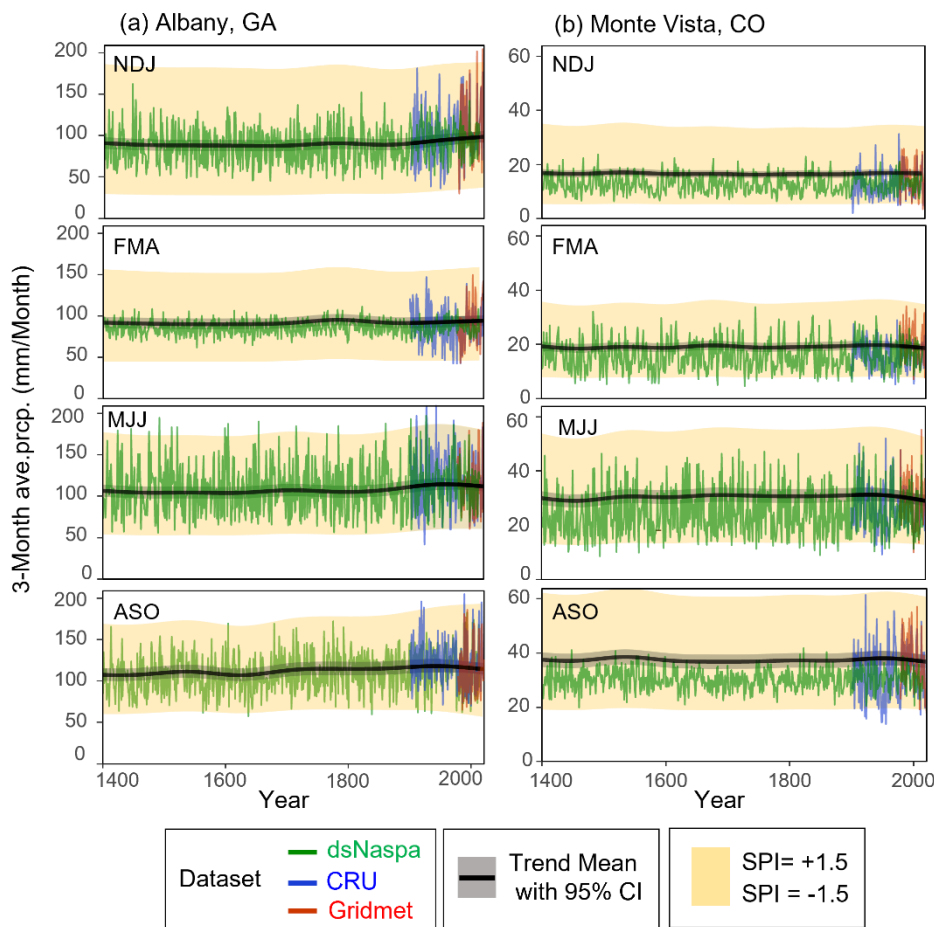 (a) Albany, GA
(b) Monte Vista, CO
3-Month ave.prcp. (mm/Month)
NDJ
200
150
100
50
0
NDJ
60
40
20
0
FMA
200
150
100
50
0
FMA
60
40
20
0
MJJ
200
150
100
50
0
MJJ
60
40
20
0
ASO
200
150
100
50
0
ASO
60
40
20
0
1400 1600 1800 2000
1400 1600 1800 2000
Year
Year
Dataset
dsNaspa
CRU
Gridmet
Trend Mean
with 95% CI
SPI= +1.5
SPI = -1.5